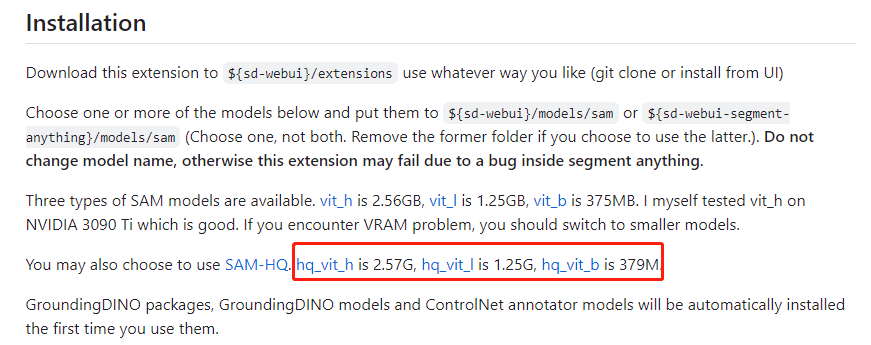 Installation
Download this extension to ${sd-webui}/extensions use whatever way you like (git clone or install from UI)
Choose one or more of the models below and put them to ${sd-webui}/models/sam or ${sd-webui-segment-
anything}/models/sam (Choose one, not both. Remove the former folder if you choose to use the latter.). Do not
change model name, otherwise this extension may fail due to a bug inside segment anything.
Three types of SAM models are available. vit_h is 2.56GB, vit_l is 1.25GB, vit_b is 375MB. I myself tested vit_h on
NVIDIA 3090 Ti which is good. If you encounter VRAM problem, you should switch to smaller models.
You may also choose to use SAM-HQ. hq_vit_h is 2.57G, hq_vit_l is 1.25G, hq_vit_b is 379M.
GroundingDINO packages, GroundingDINO models and ControlNet annotator models will be automatically installed
the first time you use them.